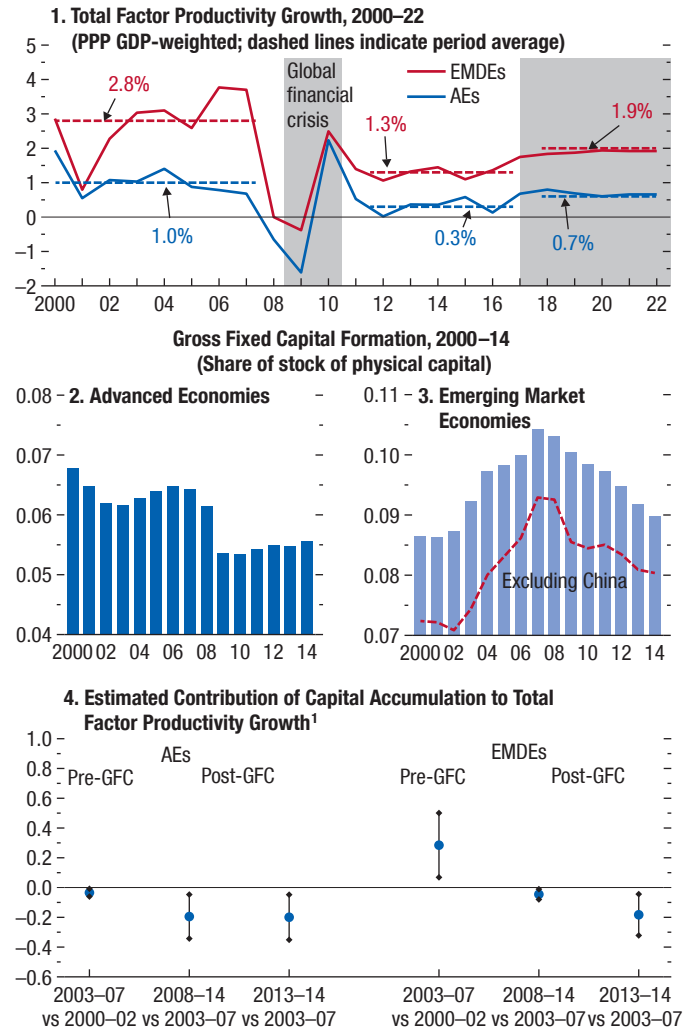 1. Total Factor Productivity Growth, 2000–22
(PPP GDP-weighted; dashed lines indicate period average)
5
4
3
2
1
0
–1
–2
Global
financial
crisis
EMDEs
AEs
2.8%
1.3%
1.9%
1.0%
0.3%
0.7%
2000 02 04 06 08 10 12 14 16 18 20 22
Gross Fixed Capital Formation, 2000–14
(Share of stock of physical capital)
2. Advanced Economies
0.08
0.07
0.06
0.05
0.04
2000 02 04 06 08 10 12 14
3. Emerging Market
Economies
0.11
0.10
0.09
0.08
0.07
Excluding China
2000 02 04 06 08 10 12 14
4. Estimated Contribution of Capital Accumulation to Total
Factor Productivity Growth1
1.0
0.8
0.6
0.4
0.2
0.0
–0.2
–0.4
–0.6
AEs
EMDEs
Pre-GFC
Post-GFC
Pre-GFC
Post-GFC
2003–07 2008–14 2013–14 2003–07 2008–14 2013–14
vs 2000–02 vs 2003–07 vs 2003–07 vs 2000–02 vs 2003–07 vs 2003–07